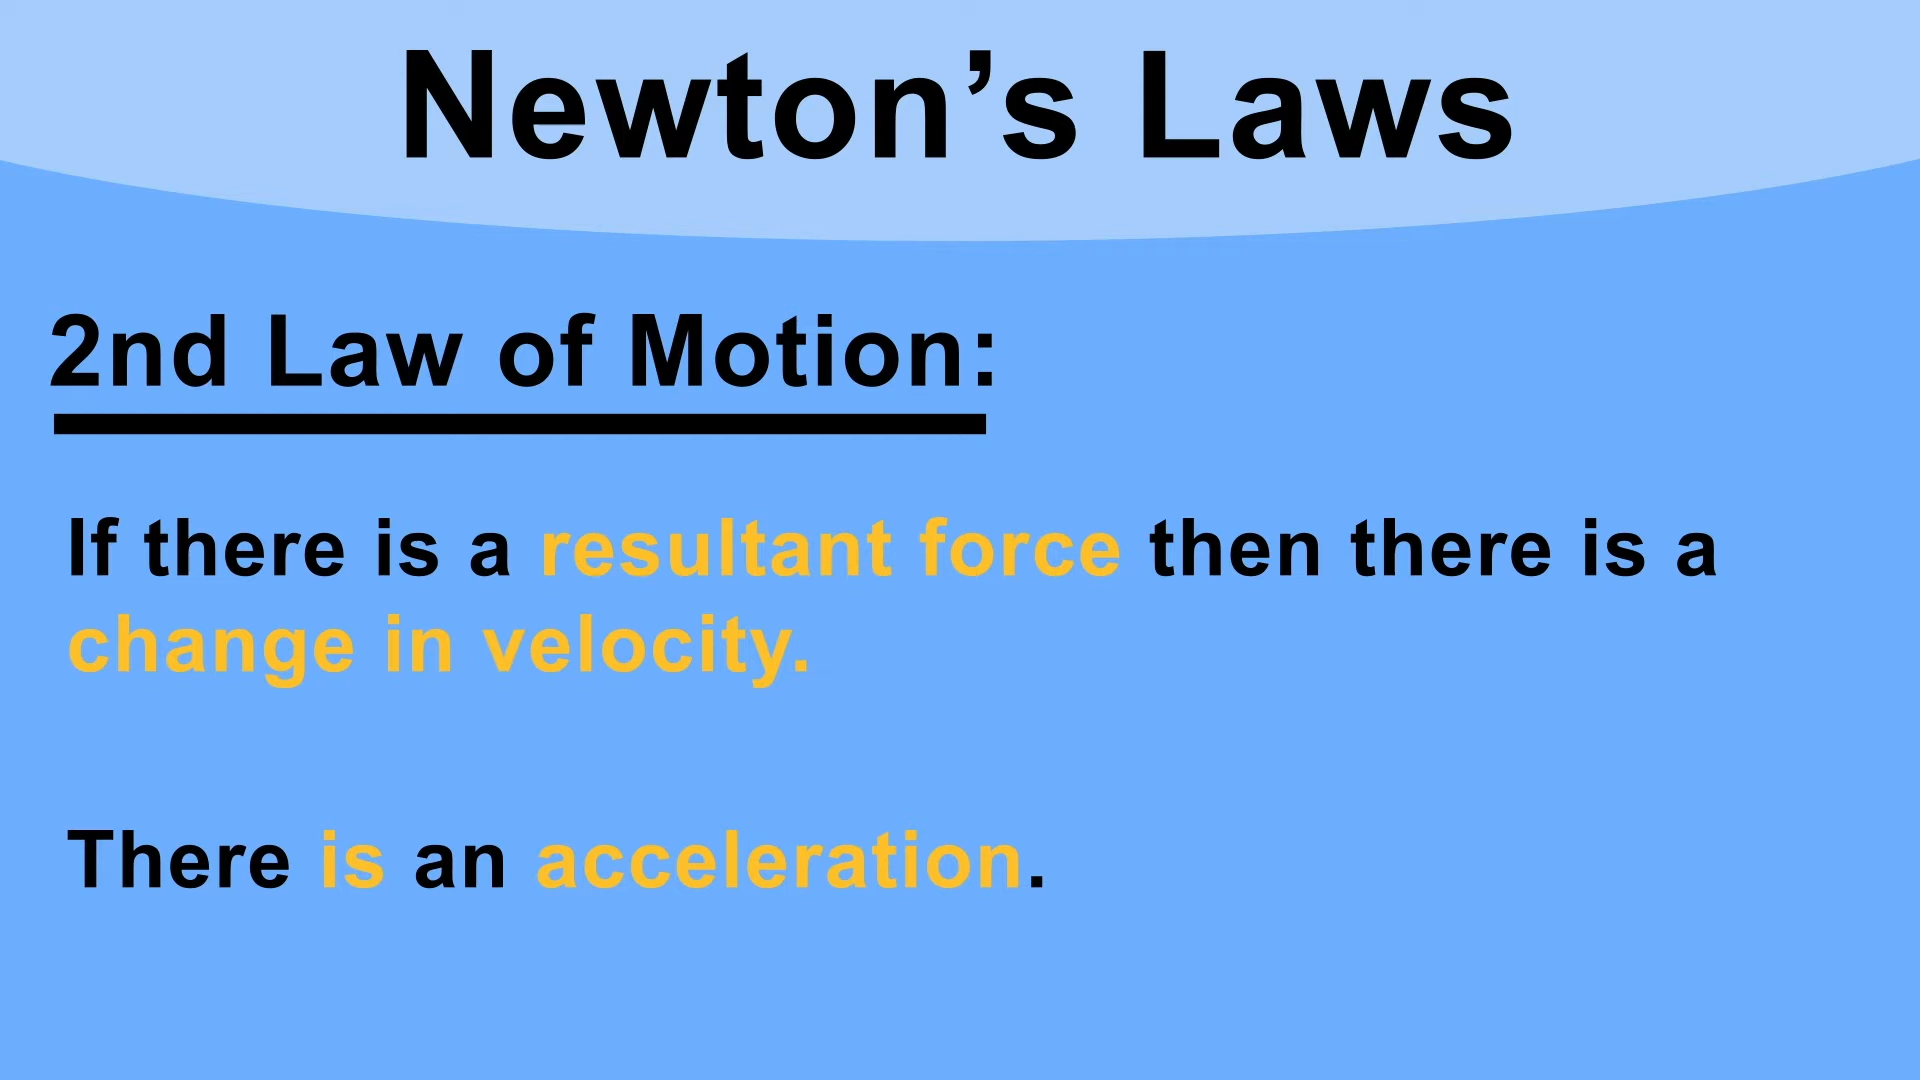 Newton’s Laws
2nd Law of Motion:
If there is a resultant force then there is a
change in velocity.
There is an acceleration.